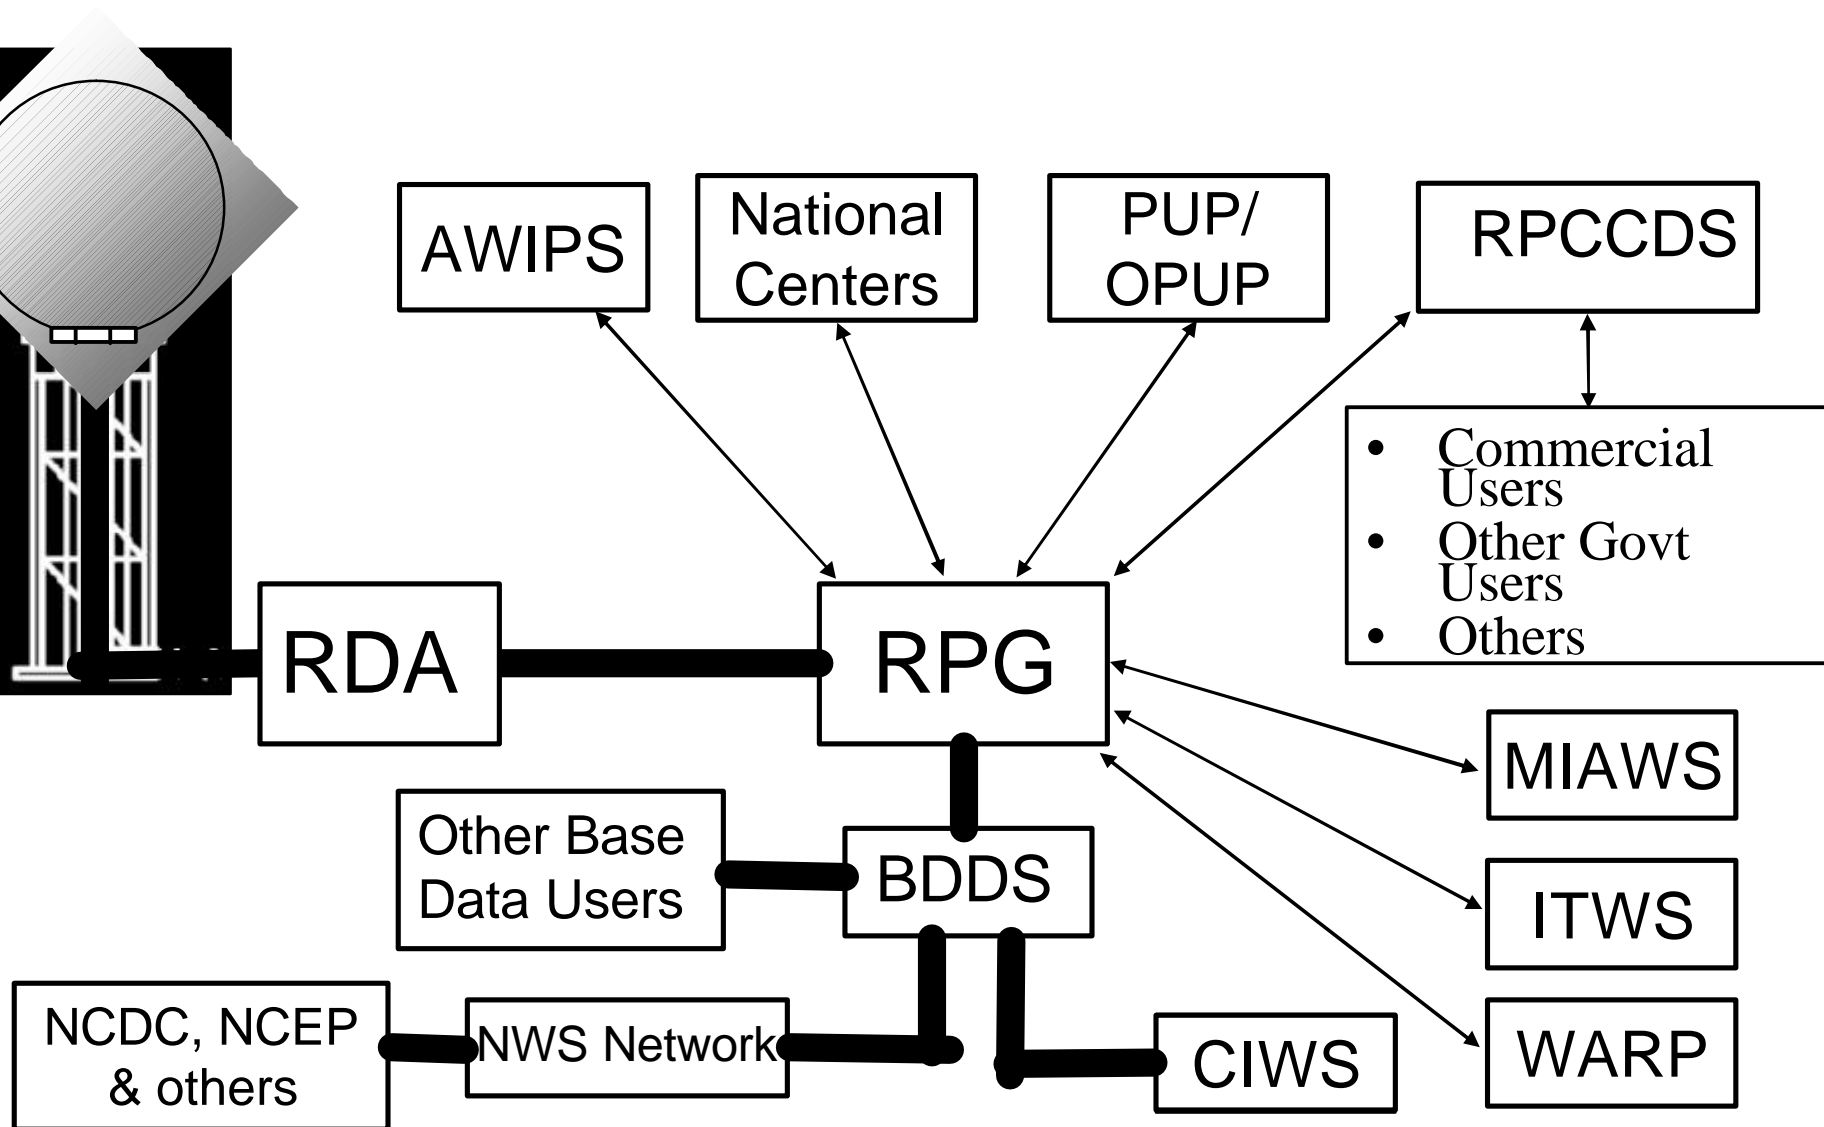 AWIPS
National
Centers
PUP/
OPUP
RPCCDS
• Commercial
Users
• Other Govt
Users
• Others
RDA
RPG
MIAWS
Other Base
Data Users
BDDS
ITWS
NCDC, NCEP
& others
NWS Network
CIWS
WARP